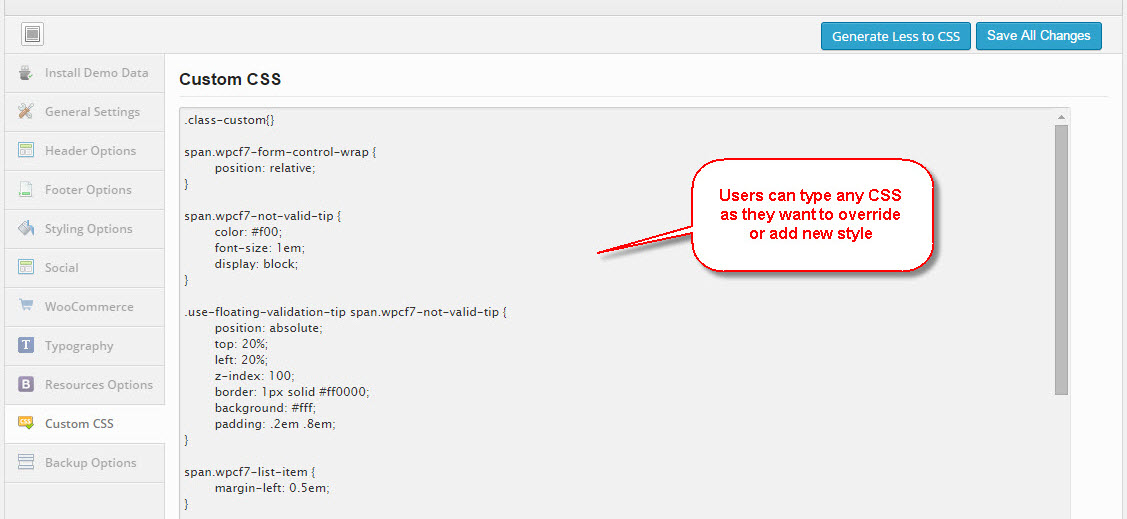 Generate Less to CSS
Save All Changes
Install Demo Data
General Settings
Header Options
Footer Options
Styling Options
Social
WooCommerce
T
Typography
B
Resources Options
CSS
Custom CSS
Backup Options
Custom CSS
.class-custom{}
span.wpcf7-form-control-wrap {
position: relative;
}
span.wpcf7-not-valid-tip {
color: #f00;
font-size: 1em;
display: block;
}
.use-floating-validation-tip span.wpcf7-not-valid-tip {
position: absolute;
top: 20%;
left: 20%;
z-index: 100;
border: 1px solid #ff0000;
background: #fff;
padding: .2em .8em;
}
span.wpcf7-list-item {
margin-left: 0.5em;
}
Users can type any CSS
as they want to override
or add new style